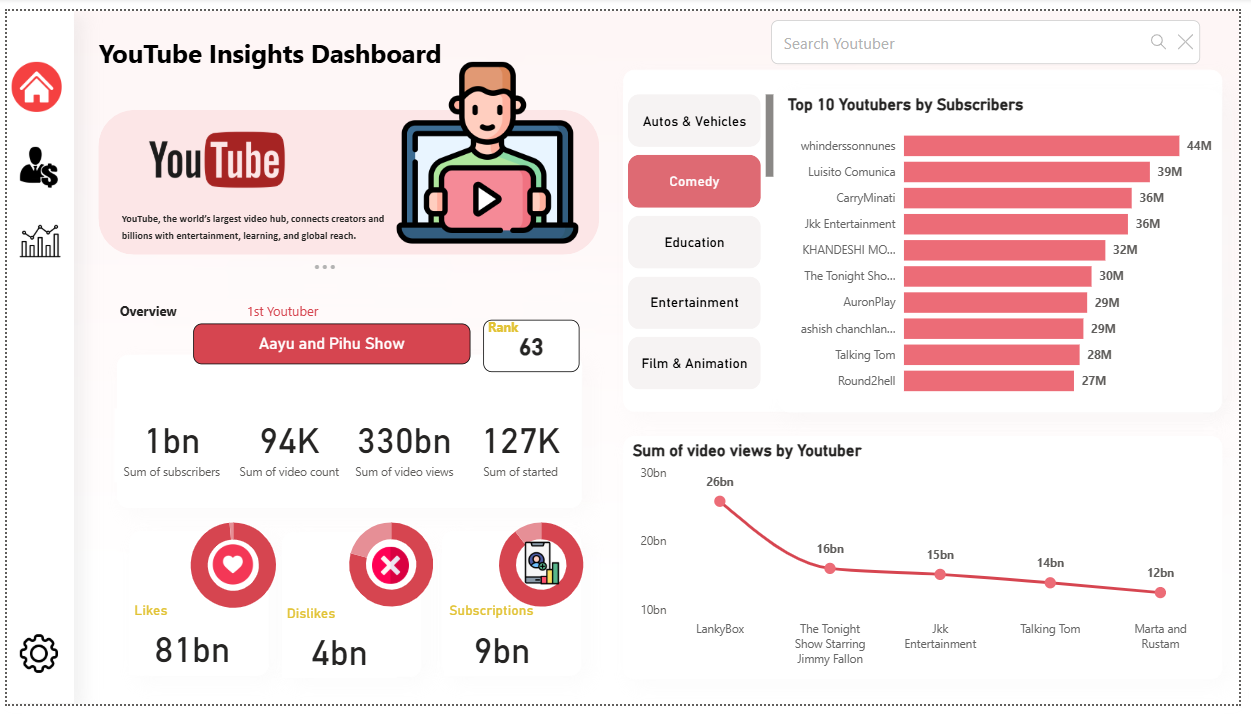 YouTube Insights Dashboard
Search Youtuber
YouTube
YouTube, the world's largest video hub, connects creators and
billions with entertainment, learning, and global reach.
Overview
1st Youtuber
Aayu and Pihu Show
Rank
63
1bn
94K
330bn
127K
Sum of subscribers
Sum of video count
Sum of video views
Sum of started
Likes
Dislikes
Subscriptions
81bn
4bn
9bn
Autos & Vehicles
Comedy
Education
Entertainment
Film & Animation
Top 10 Youtubers by Subscribers
whinderssonnunes 44M
Luisito Comunica 39M
CarryMinati 36M
Jkk Entertainment 36M
KHANDESHI MO... 32M
The Tonight Sho... 30M
AuronPlay 29M
ashish chanchlan... 29M
Talking Tom 28M
Round2hell 27M
Sum of video views by Youtuber
30bn
20bn
10bn
26bn
16bn
15bn
14bn
12bn
LankyBox
The Tonight
Show Starring
Jimmy Fallon
Jkk
Entertainment
Talking Tom
Marta and
Rustam